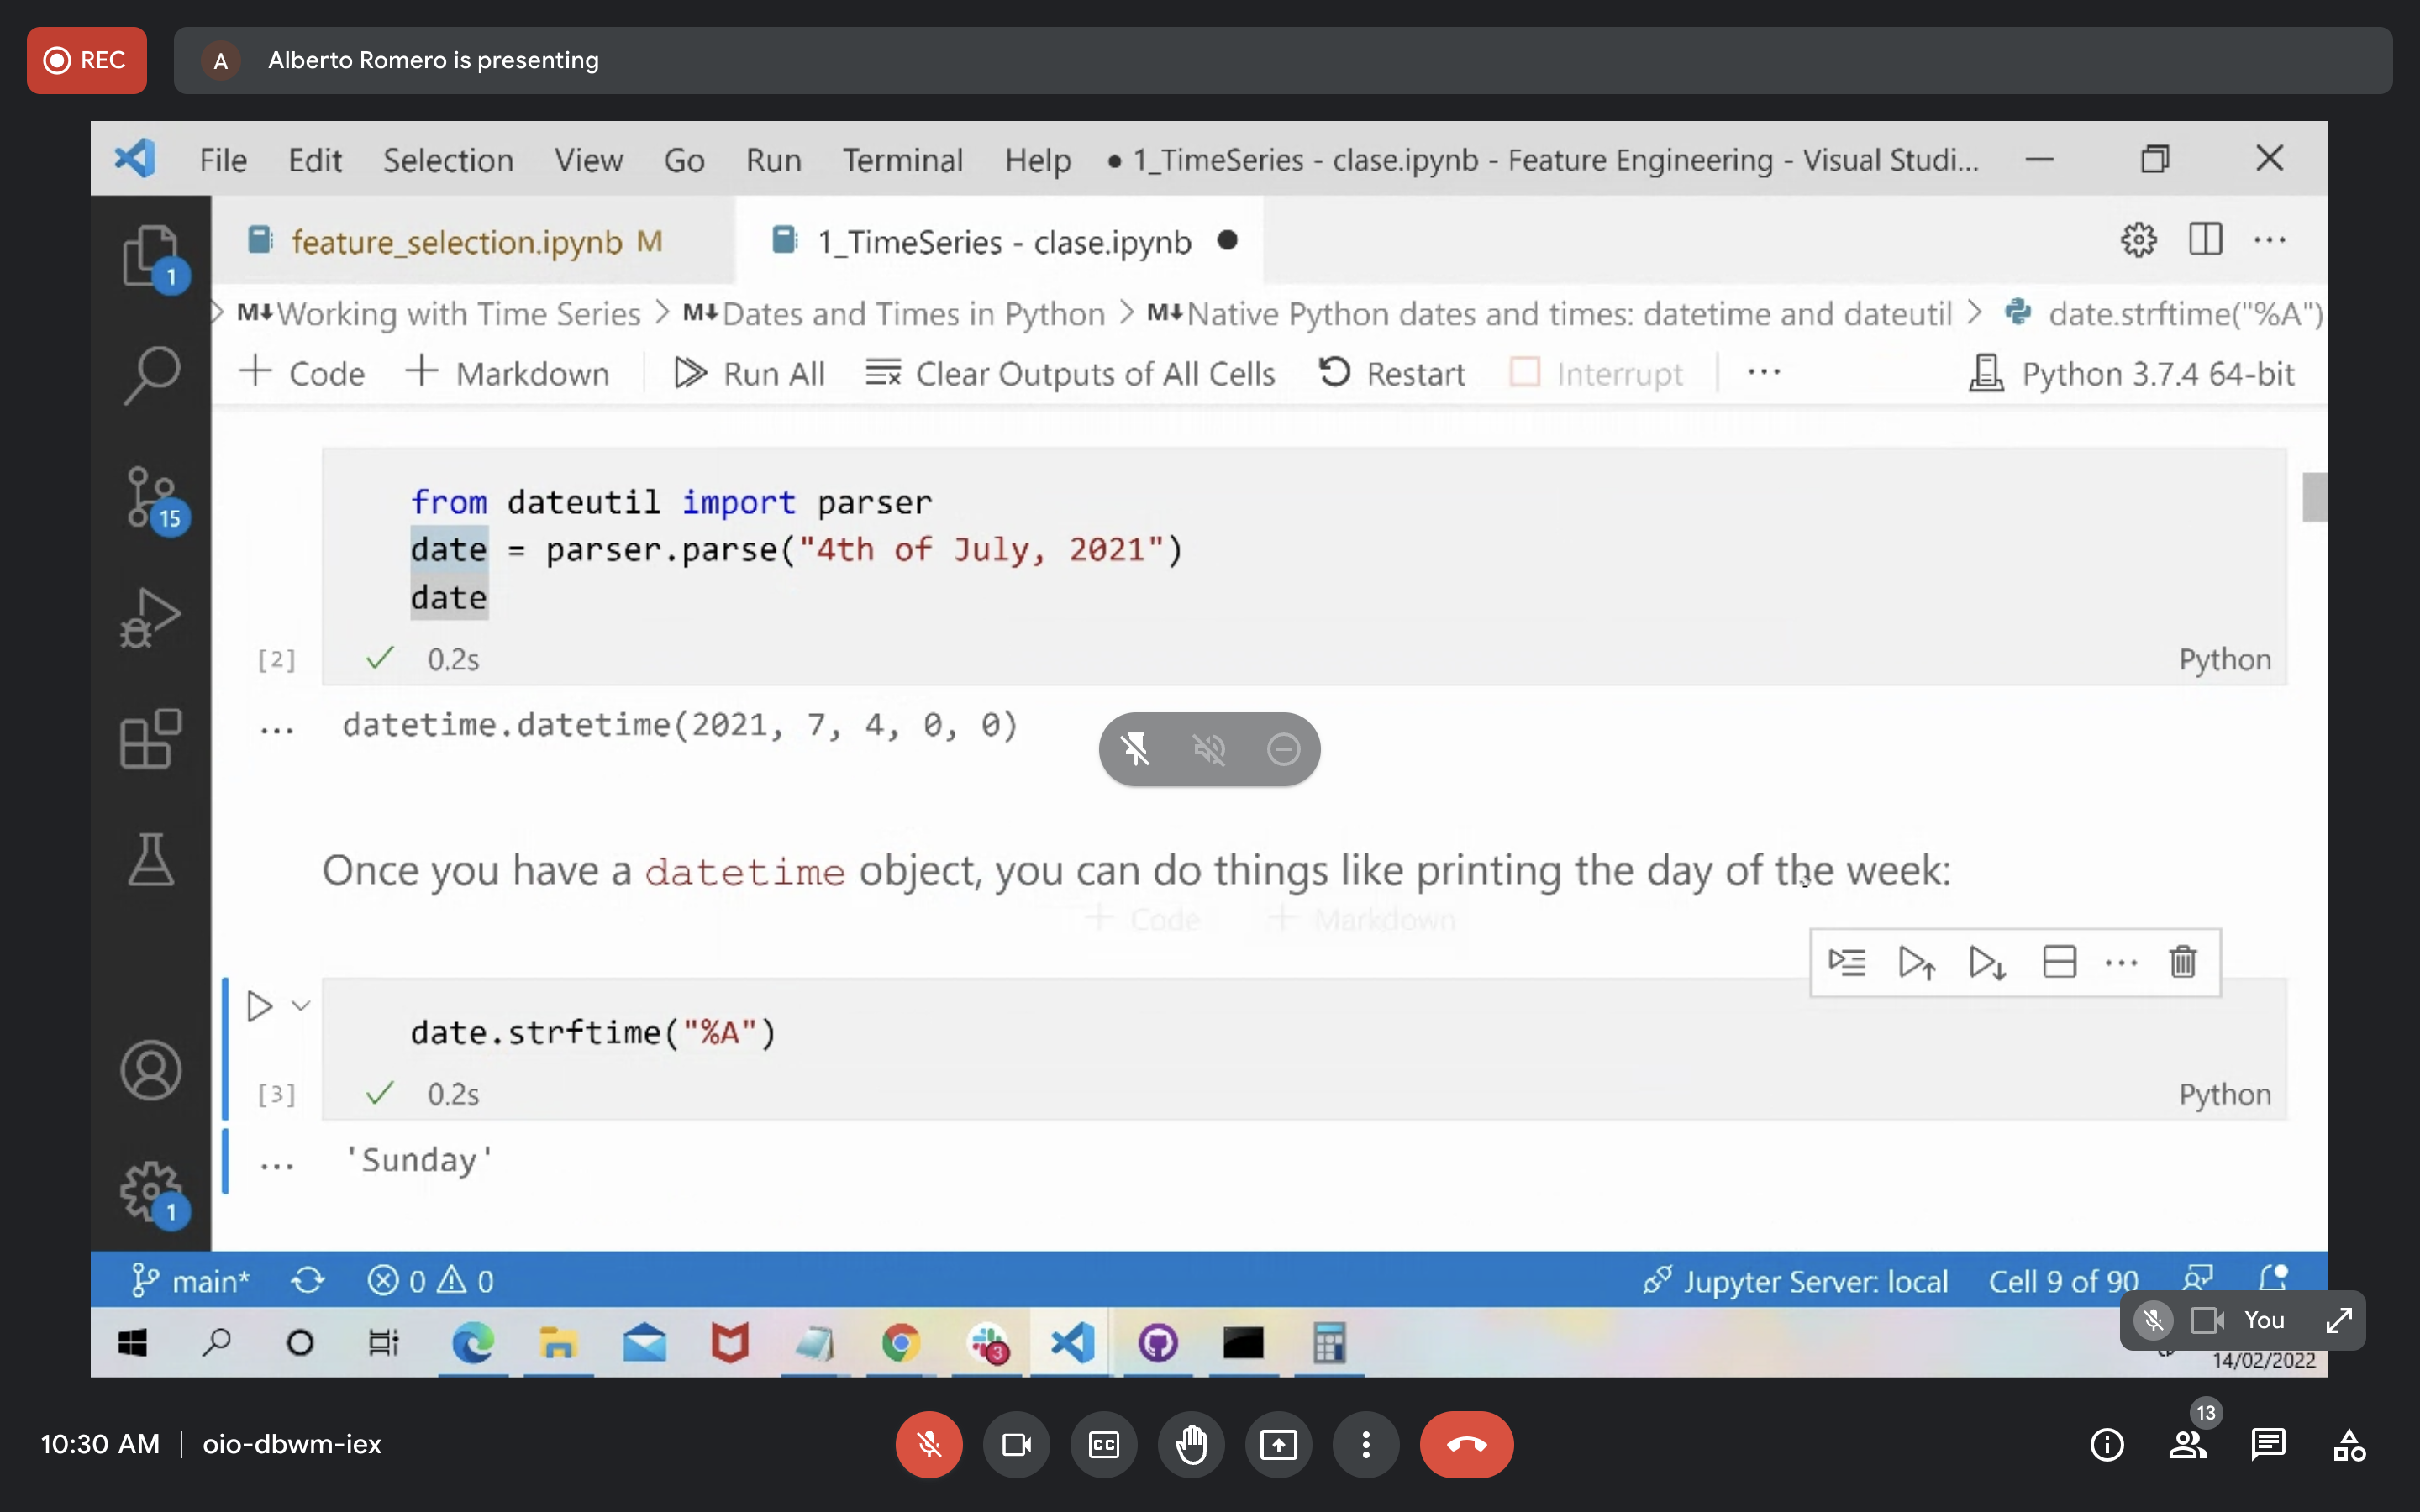 REC
A
Alberto Romero is presenting
File Edit Selection View Go Run Terminal Help ● 1_TimeSeries - clase.ipynb - Feature Engineering - Visual Studi...
feature_selection.ipynb M
1_TimeSeries - clase.ipynb ●
1
M↓Working with Time Series > M↓Dates and Times in Python > M↓Native Python dates and times: datetime and dateutil > date.strftime("%A")
+ Code + Markdown Run All Clear Outputs of All Cells Restart Interrupt ... Python 3.7.4 64-bit
from dateutil import parser
15
date = parser.parse("4th of July, 2021")
date
[2] ✓ 0.2s Python
... datetime.datetime(2021, 7, 4, 0, 0)
Once you have a datetime object, you can do things like printing the day of the week:
+ Code + Markdown
date.strftime("%A")
[3] ✓ 0.2s Python
... 'Sunday'
1
main* 0 0 Jupyter Server: local Cell 9 of 90
3
You
14/02/2022
10:30 AM | oio-dbwm-iex
CC
13